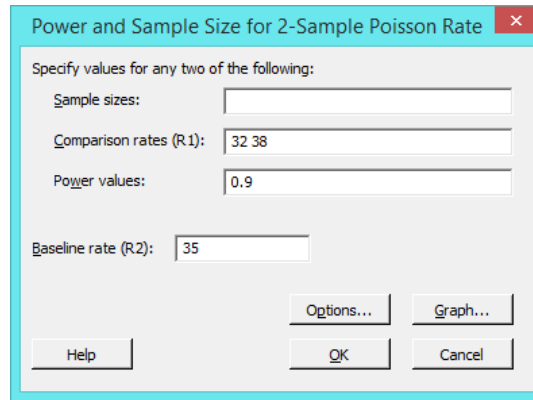 Power and Sample Size for 2-Sample Poisson Rate
Specify values for any two of the following:
Sample sizes:
Comparison rates (R1): 32 38
Power values: 0.9
Baseline rate (R2): 35
Options... Graph...
Help OK Cancel